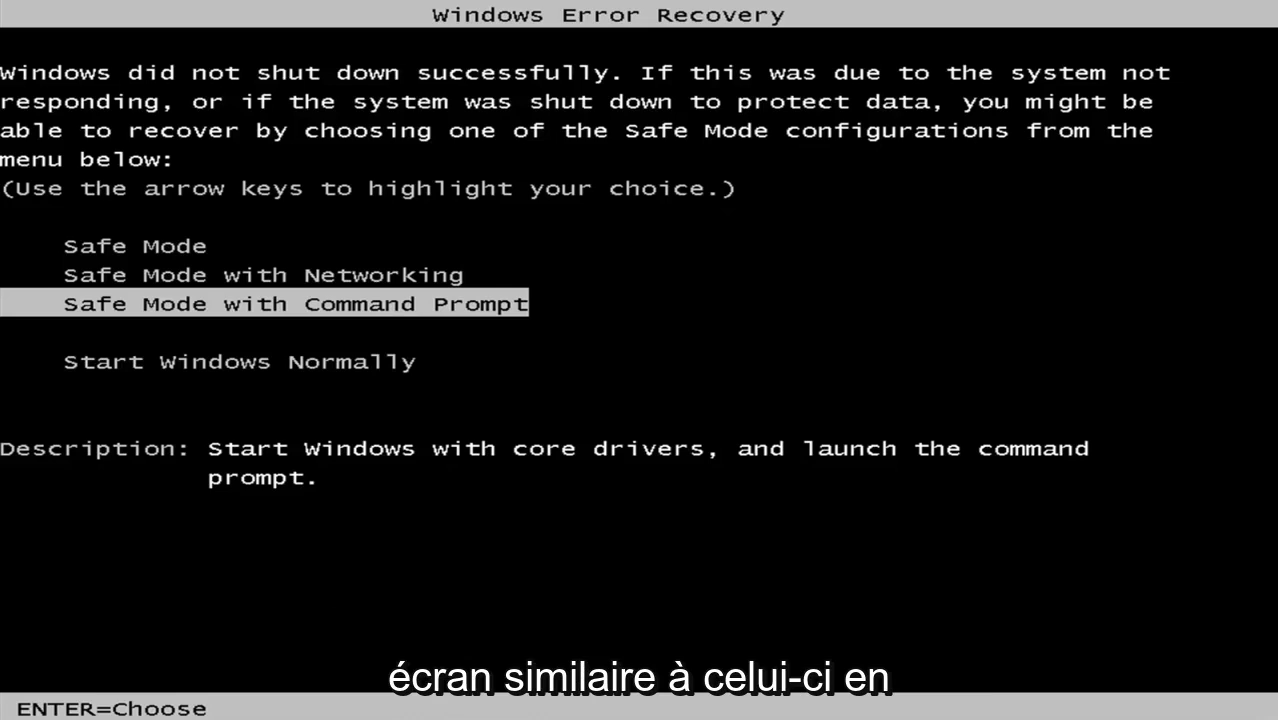 Windows Error Recovery
Windows did not shut down successfully. If this was due to the system not
responding, or if the system was shut down to protect data, you might be
able to recover by choosing one of the Safe Mode configurations from the
menu below:
(Use the arrow keys to highlight your choice.)
Safe Mode
Safe Mode with Networking
Safe Mode with Command Prompt
Start Windows Normally
Description: Start Windows with core drivers, and launch the command
prompt.
écran similaire à celui-ci en
ENTER=Choose